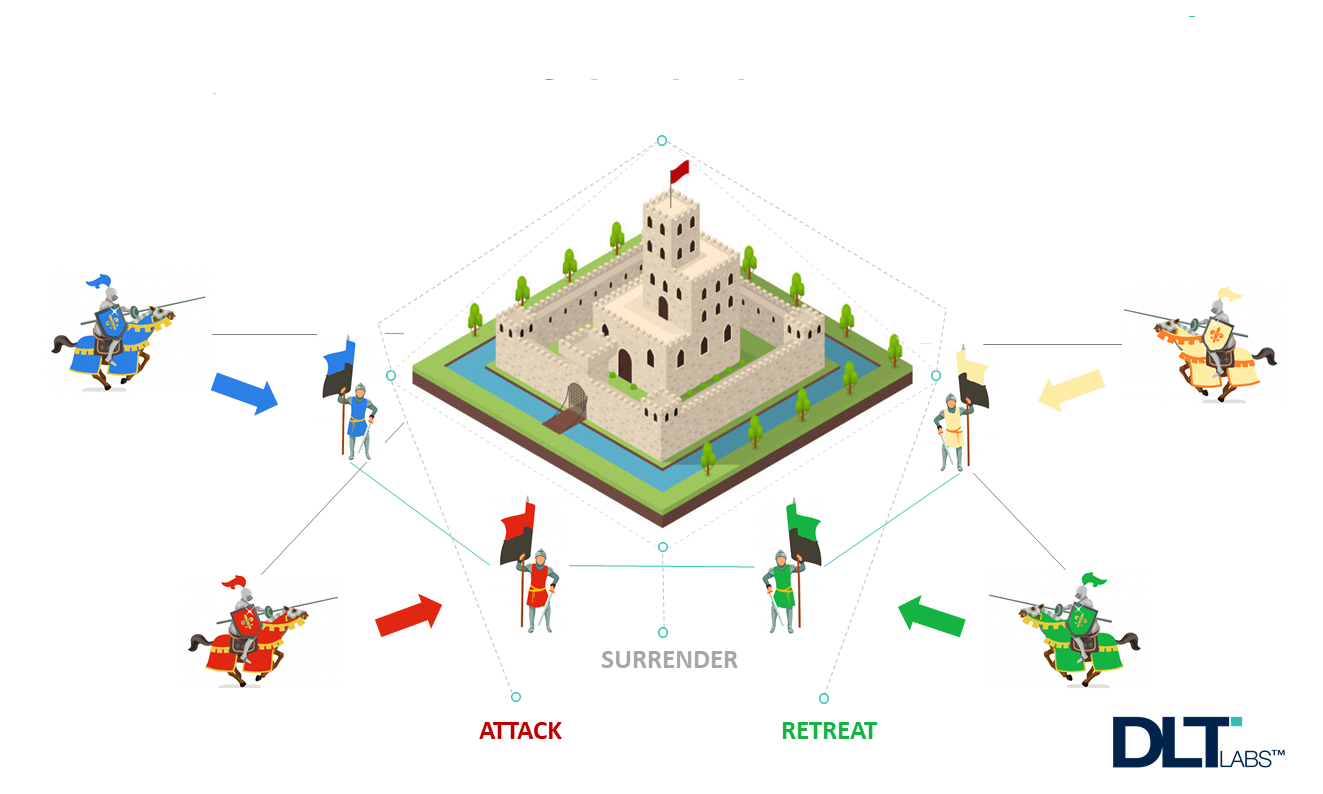 SURRENDER
ATTACK
RETREAT
DLT
LABS™